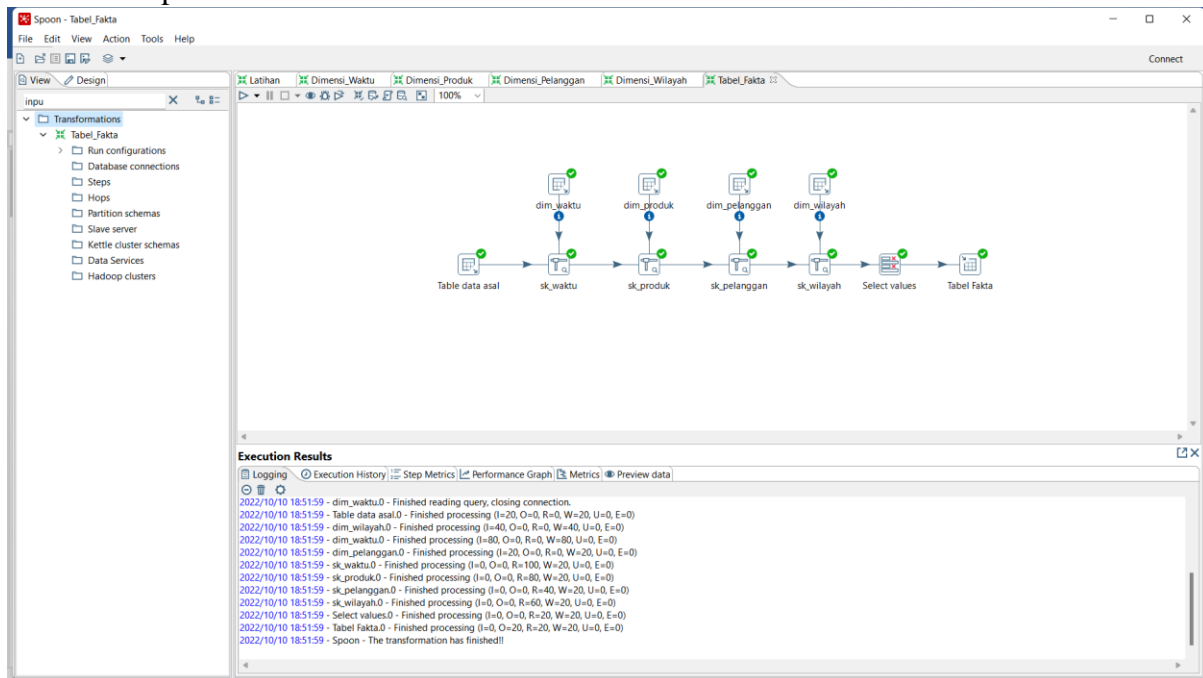 Spoon - Tabel_Fakta
File Edit View Action Tools Help
Connect
View Design
inpu
Transformations
Tabel_Fakta
Run configurations
Database connections
Steps
Hops
Partition schemas
Slave server
Kettle cluster schemas
Data Services
Hadoop clusters
Latihan Dimensi_Waktu Dimensi_Produk Dimensi_Pelanggan Dimensi_Wilayah Tabel_Fakta
100%
dim_waktu dim_produk dim_pelanggan dim_wilayah
Table data asal sk_waktu sk_produk sk_pelanggan sk_wilayah Select values Tabel Fakta
Execution Results
Logging Execution History Step Metrics Performance Graph Metrics Preview data
2022/10/10 18:51:59 - dim_waktu.0 - Finished reading query, closing connection.
2022/10/10 18:51:59 - Table data asal.0 - Finished processing (I=20, O=0, R=0, W=20, U=0, E=0)
2022/10/10 18:51:59 - dim_wilayah.0 - Finished processing (I=40, O=0, R=0, W=40, U=0, E=0)
2022/10/10 18:51:59 - dim_waktu.0 - Finished processing (I=80, O=0, R=0, W=80, U=0, E=0)
2022/10/10 18:51:59 - dim_pelanggan.0 - Finished processing (I=20, O=0, R=0, W=20, U=0, E=0)
2022/10/10 18:51:59 - sk_waktu.0 - Finished processing (I=0, O=0, R=100, W=20, U=0, E=0)
2022/10/10 18:51:59 - sk_produk.0 - Finished processing (I=0, O=0, R=80, W=20, U=0, E=0)
2022/10/10 18:51:59 - sk_pelanggan.0 - Finished processing (I=0, O=0, R=40, W=20, U=0, E=0)
2022/10/10 18:51:59 - sk_wilayah.0 - Finished processing (I=0, O=0, R=60, W=20, U=0, E=0)
2022/10/10 18:51:59 - Select values.0 - Finished processing (I=0, O=0, R=20, W=20, U=0, E=0)
2022/10/10 18:51:59 - Tabel Fakta.0 - Finished processing (I=0, O=20, R=20, W=20, U=0, E=0)
2022/10/10 18:51:59 - Spoon - The transformation has finished!!